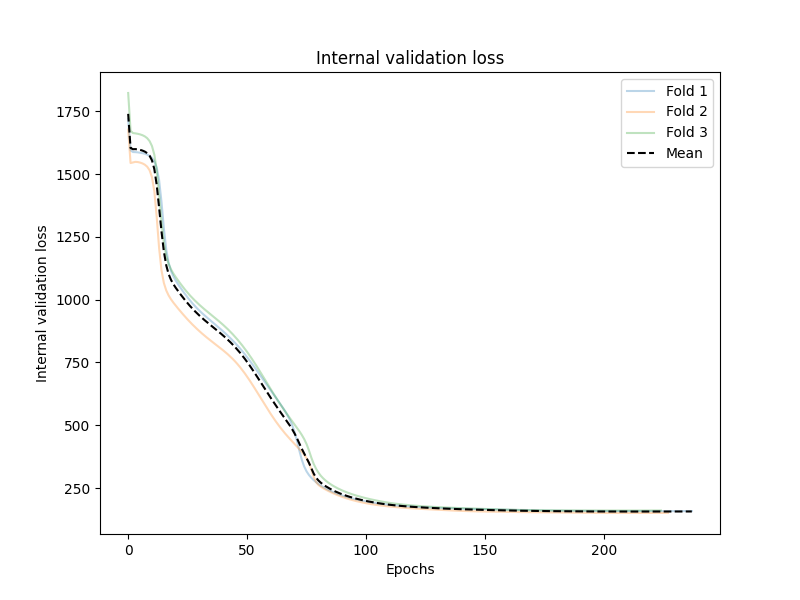 Internal validation loss
Fold 1
Fold 2
Fold 3
Mean
1750
1500
1250
1000
750
500
250
Internal validation loss
0 50 100 150 200
Epochs